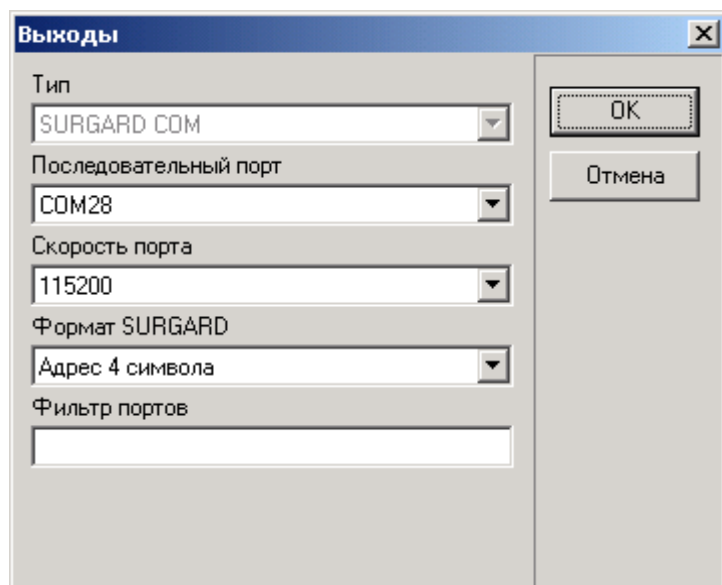 Выходы
Тип
SURGARD COM
Последовательный порт
COM28
Скорость порта
115200
Формат SURGARD
Адрес 4 символа
Фильтр портов
OK
Отмена